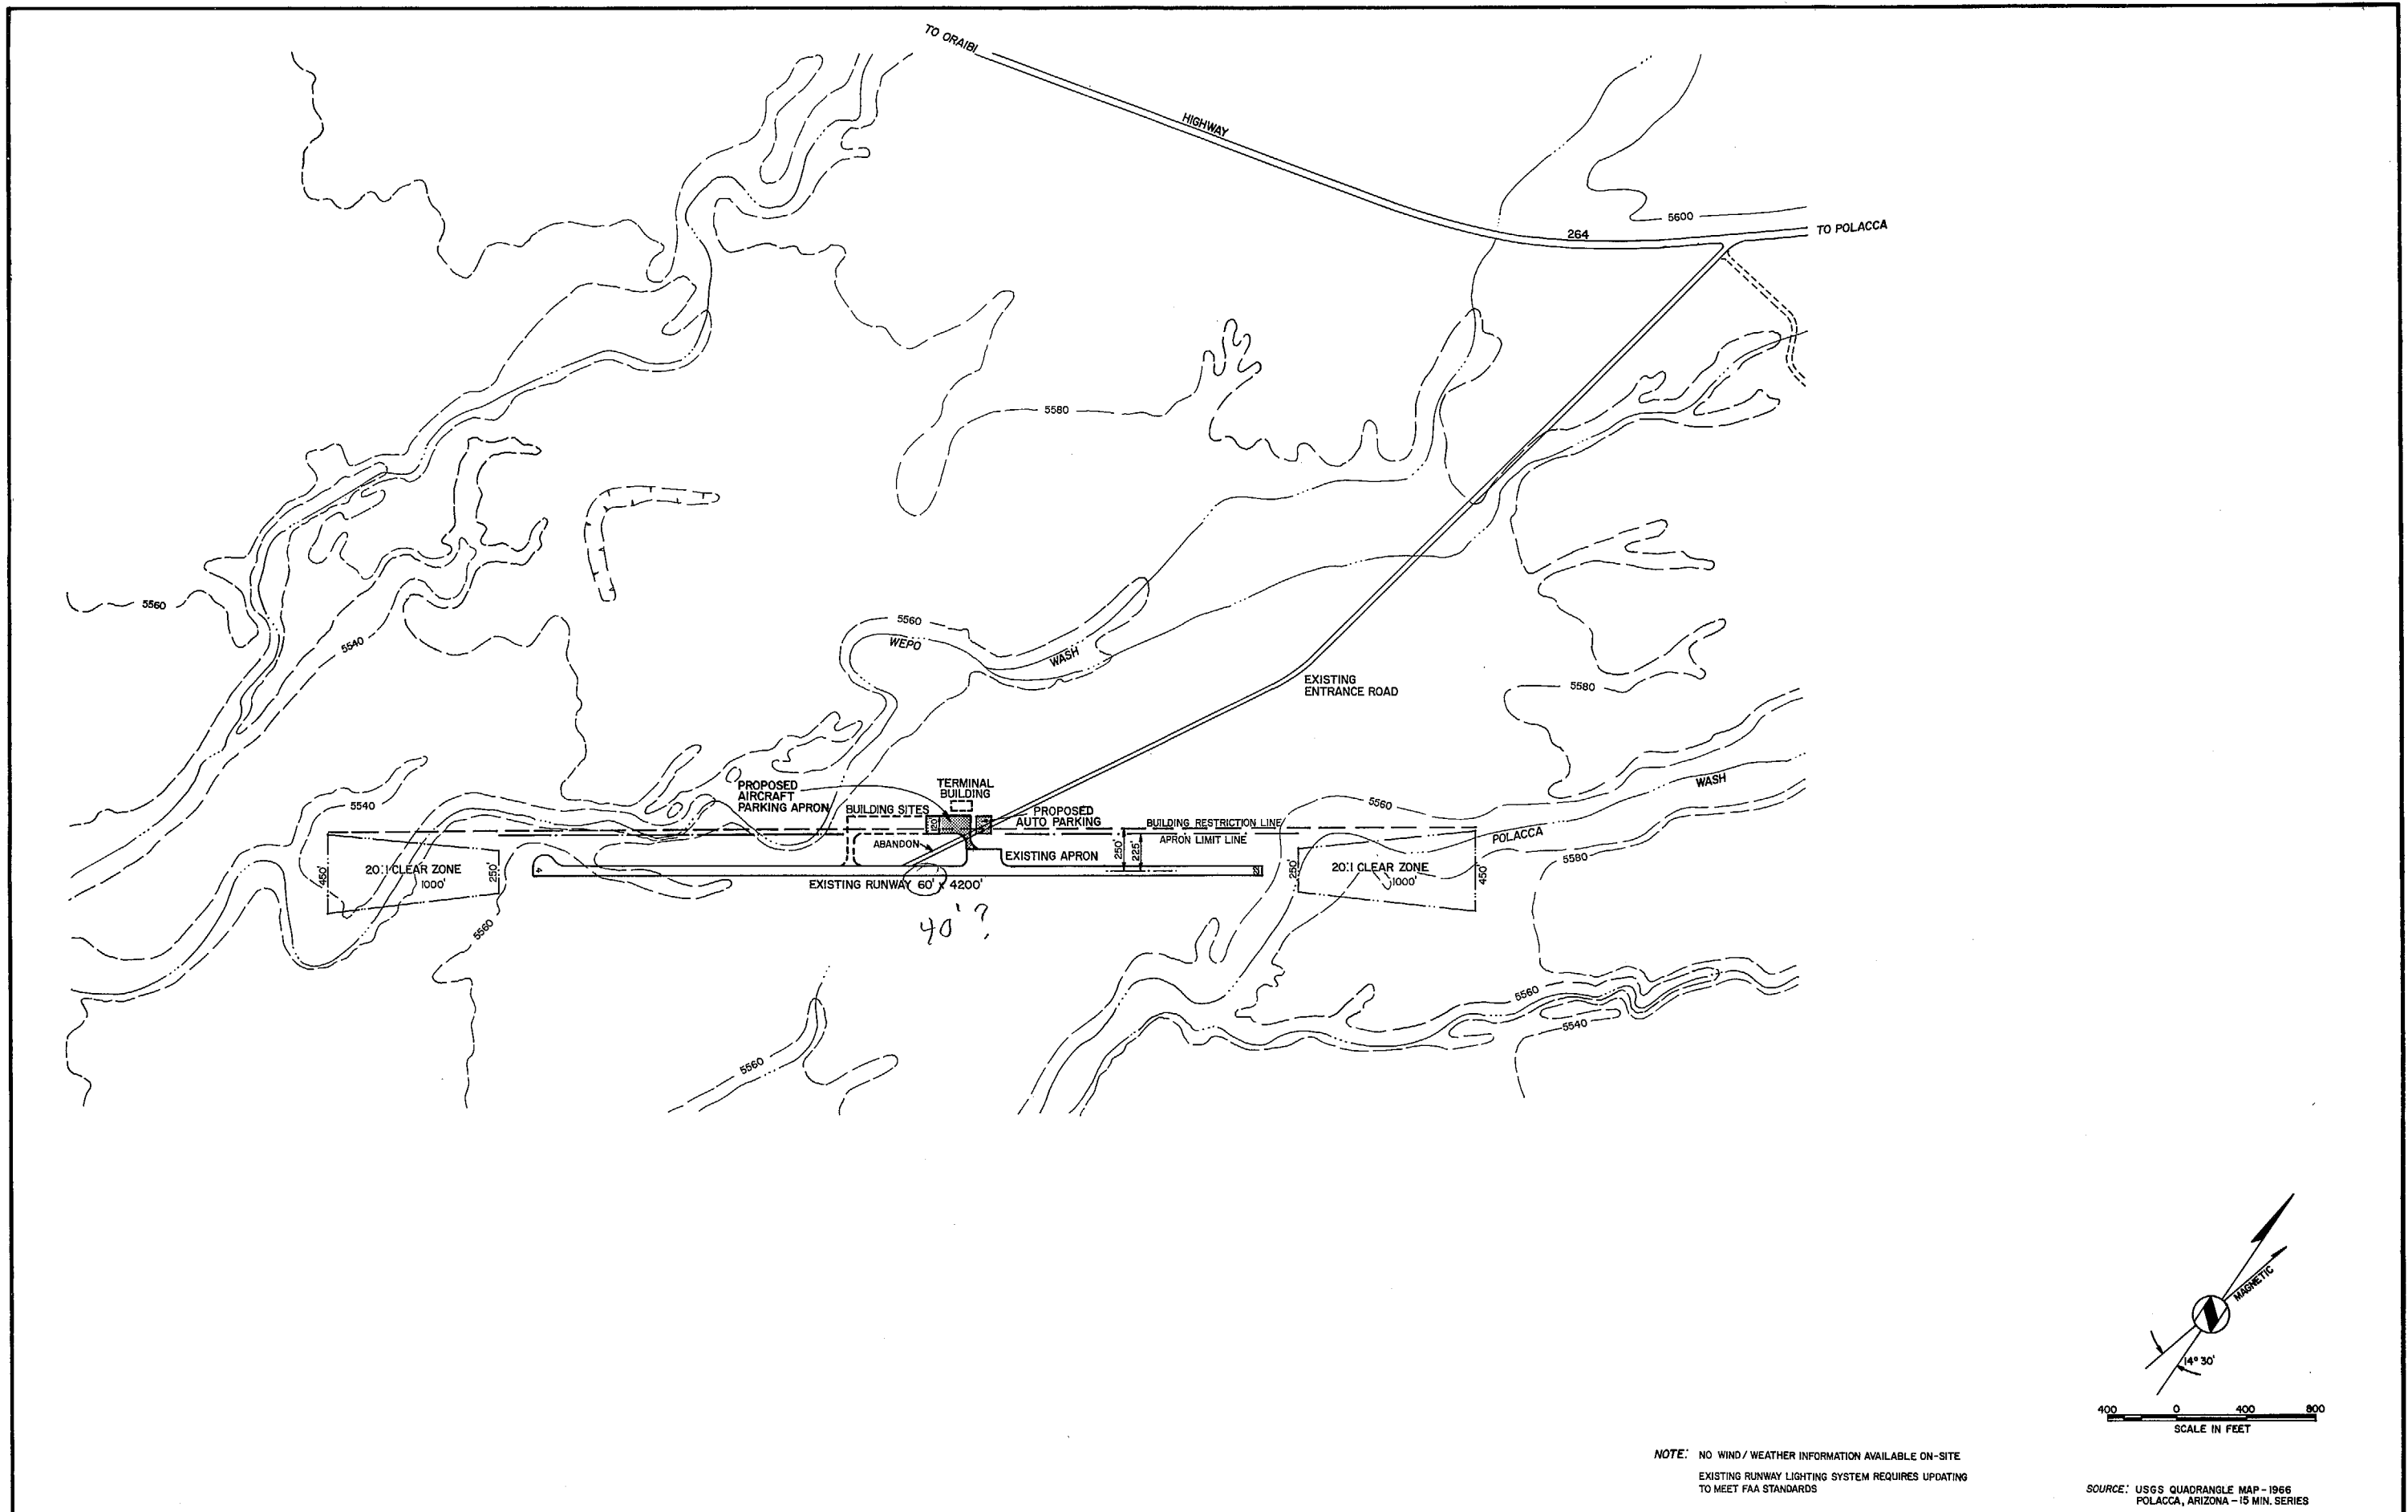 TO ORAIBI
HIGHWAY
264
5600
TO POLACCA
5580
5560
5540
5560
WEPO
WASH
EXISTING
ENTRANCE ROAD
5580
WASH
POLACCA
5560
5580
5540
PROPOSED
AIRCRAFT
PARKING APRON
TERMINAL
BUILDING
BUILDING SITES
120
PROPOSED
AUTO PARKING
BUILDING RESTRICTION LINE
APRON LIMIT LINE
ABANDON
EXISTING APRON
250'
225'
450'
20:1 CLEAR ZONE
1000'
250'
4
EXISTING RUNWAY 60' x 4200'
40'?
22
250'
20:1 CLEAR ZONE
1000'
450'
5560
5560
5560
5540
MAGNETIC
14° 30'
400 0 400 800
SCALE IN FEET
NOTE: NO WIND / WEATHER INFORMATION AVAILABLE ON-SITE
EXISTING RUNWAY LIGHTING SYSTEM REQUIRES UPDATING
TO MEET FAA STANDARDS
SOURCE: USGS QUADRANGLE MAP - 1966
POLACCA, ARIZONA - 15 MIN. SERIES